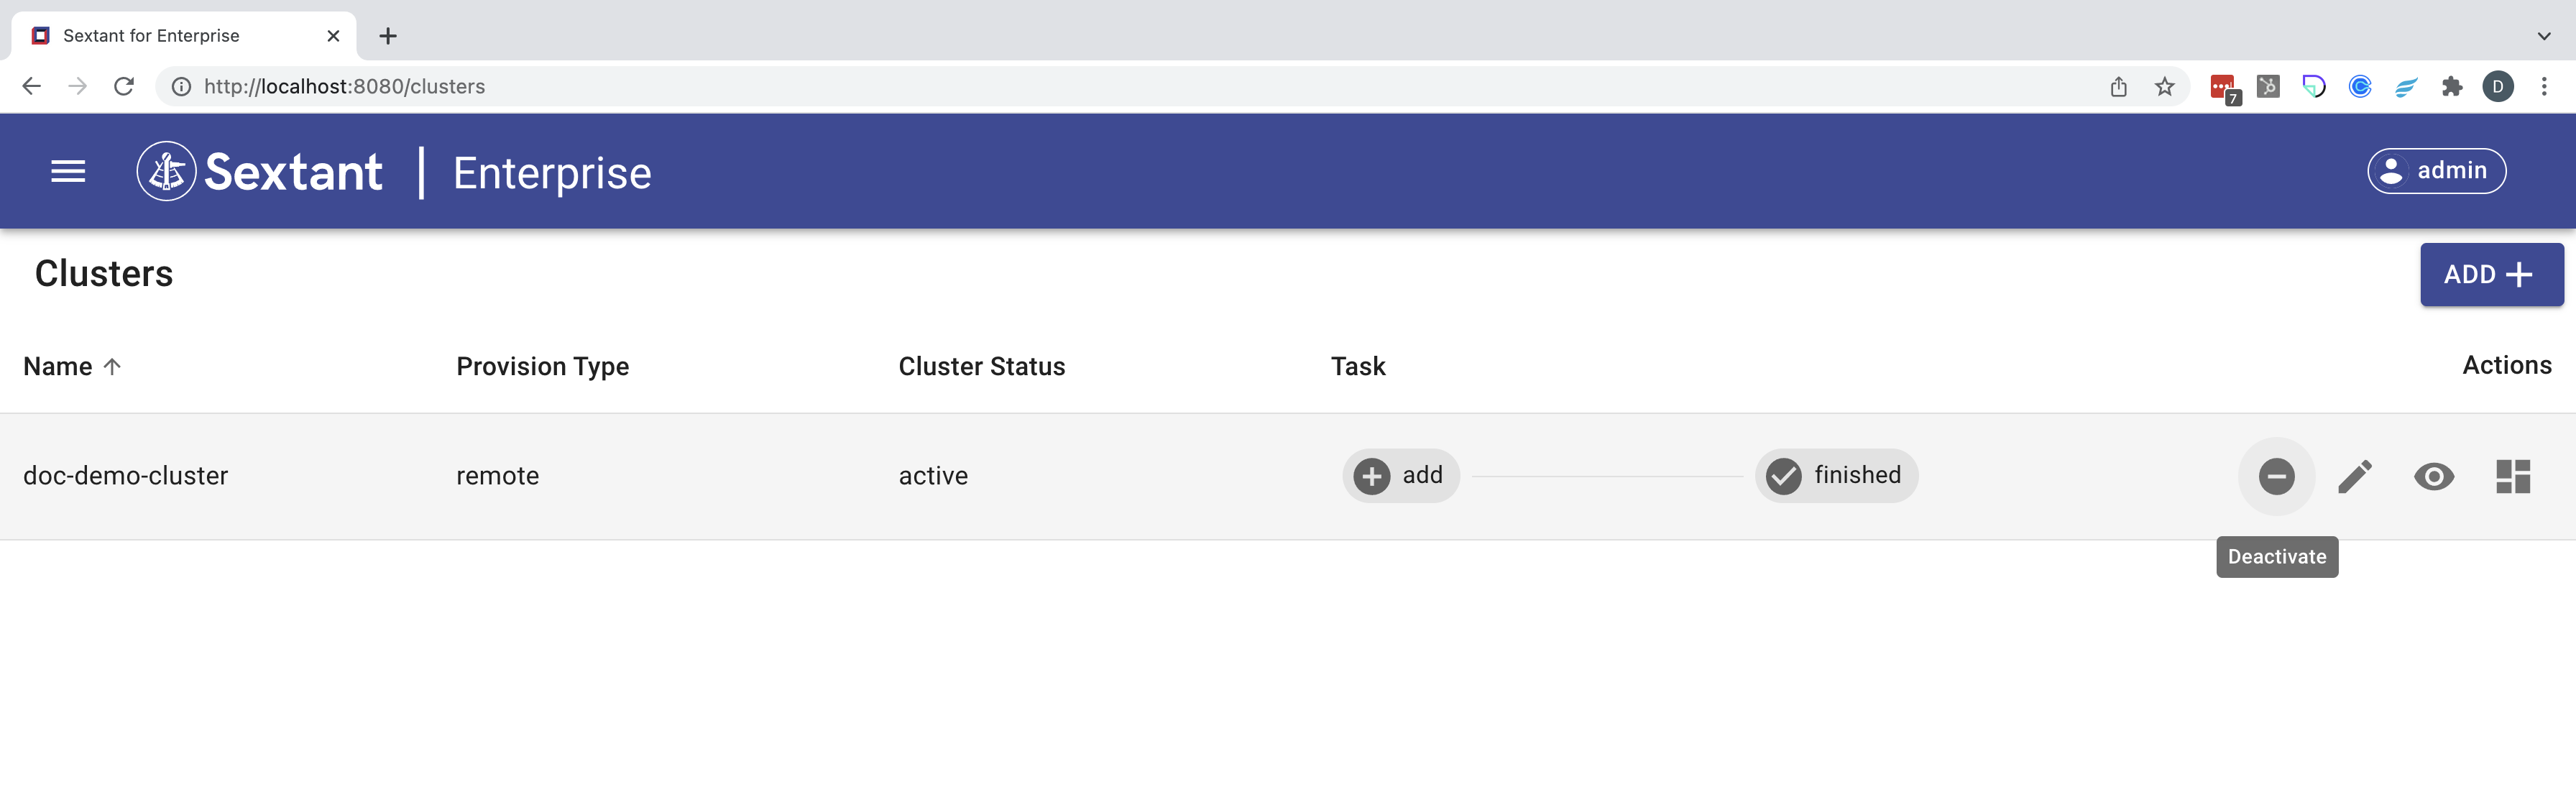 Sextant for Enterprise
http://localhost:8080/clusters
7
D
Sextant | Enterprise
admin
Clusters
ADD +
Name Provision Type Cluster Status Task Actions
doc-demo-cluster remote active add finished
Deactivate